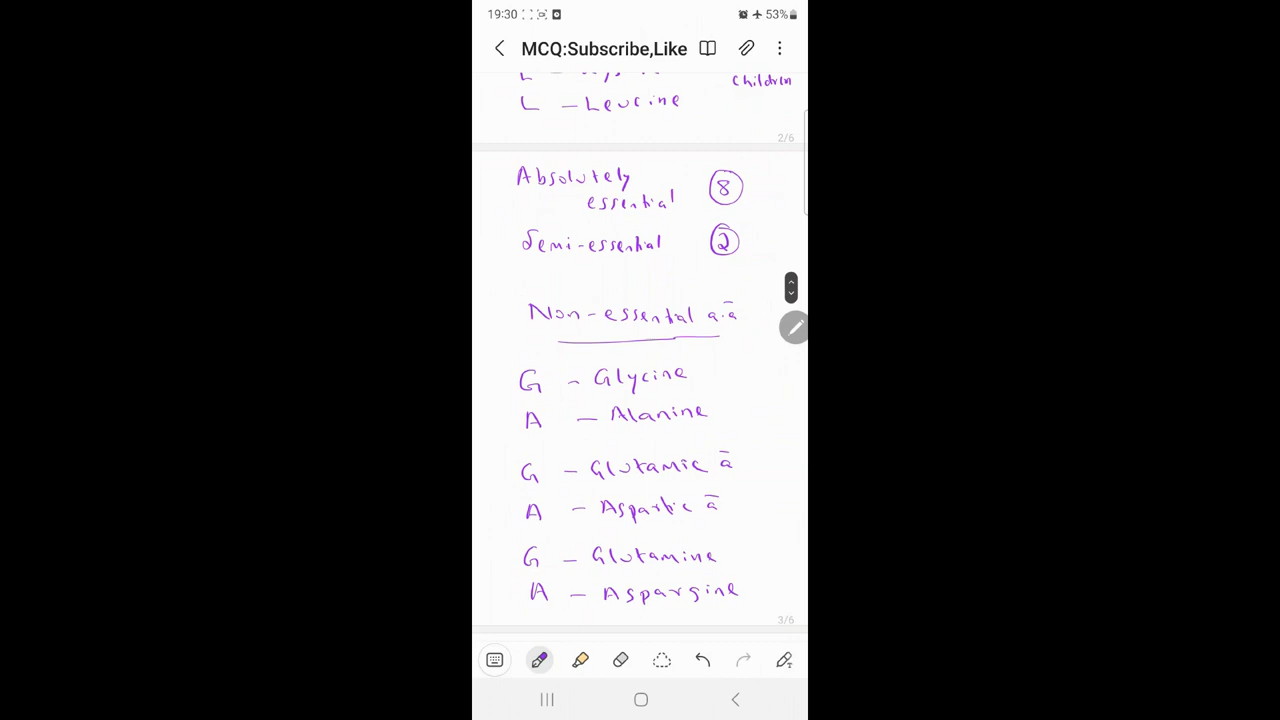 19:30 53%
MCQ:Subscribe,Like
children
L – Leucine
2/6
Absolutely
essential 8
Semi-essential 2
Non-essential a.ā
G – Glycine
A – Alanine
G – Glutamic ā
A – Aspartic ā
G – Glutamine
A – Aspargine
3/6